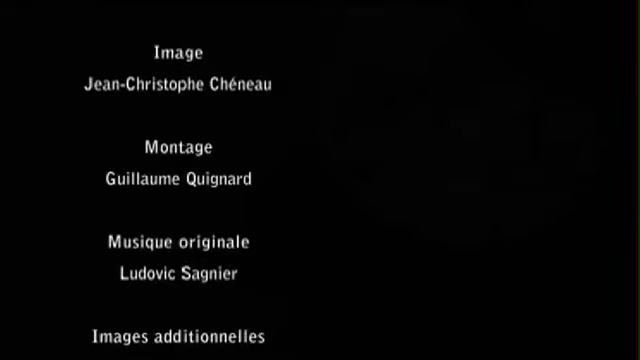 Image
Jean-Christophe Chéneau
Montage
Guillaume Quignard
Musique originale
Ludovic Sagnier
Images additionnelles